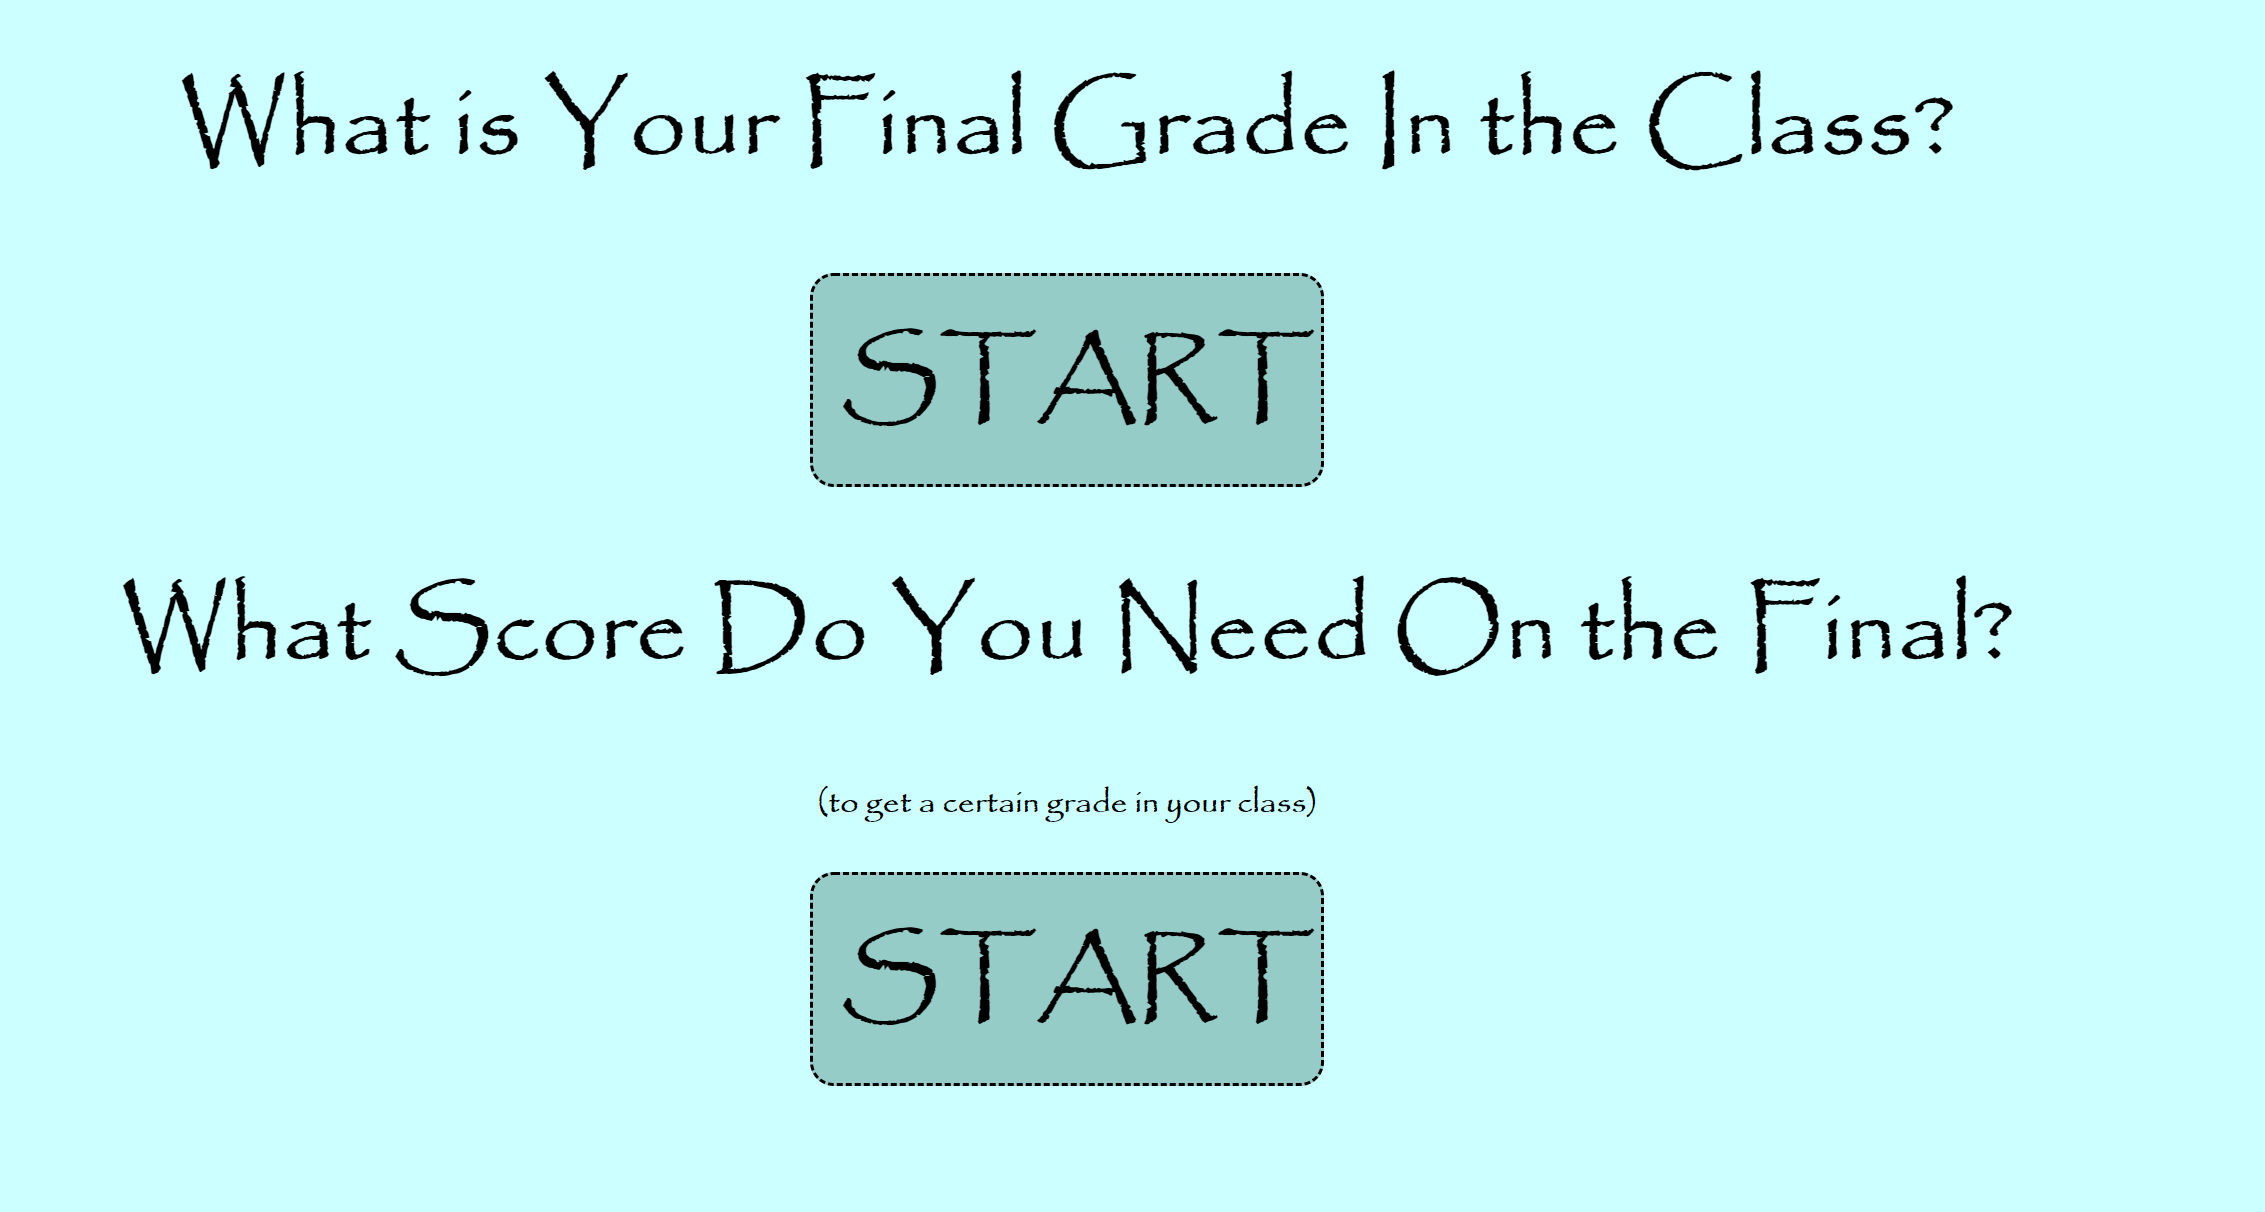 What is Your Final Grade In the Class?
START
What Score Do You Need On the Final?
(to get a certain grade in your class)
START